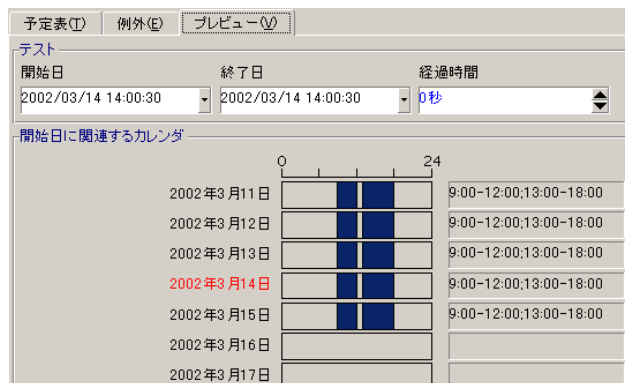 予定表(T) 例外(E) プレビュー(V)
テスト
開始日 終了日 経過時間
2002/03/14 14:00:30 2002/03/14 14:00:30 0秒
開始日に関連するカレンダ
0 24
2002年3月11日 9:00-12:00;13:00-18:00
2002年3月12日 9:00-12:00;13:00-18:00
2002年3月13日 9:00-12:00;13:00-18:00
2002年3月14日 9:00-12:00;13:00-18:00
2002年3月15日 9:00-12:00;13:00-18:00
2002年3月16日
2002年3月17日